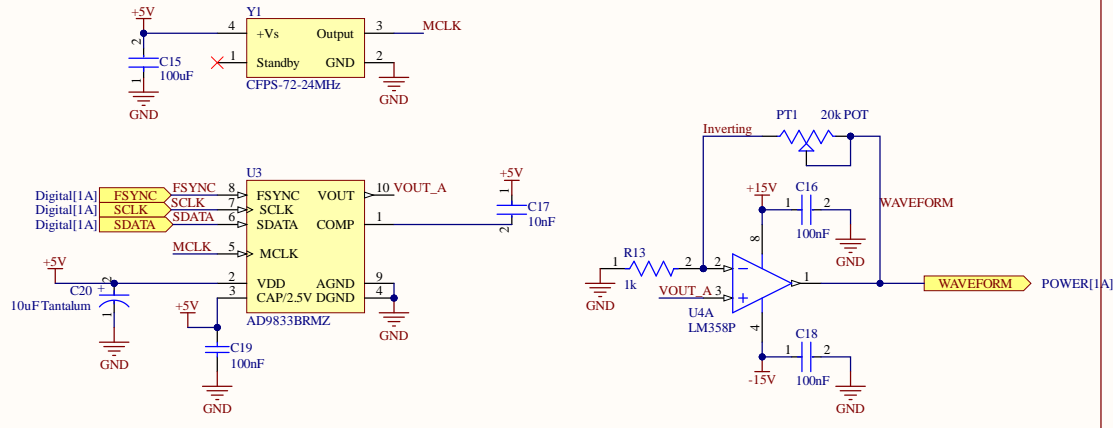 +5V
Y1
4 +Vs Output 3 MCLK
2
C15
100uF
1
1 Standby GND 2
CFPS-72-24MHz
GND
GND
PT1 20k POT
Inverting
U3
Digital[1A] FSYNC FSYNC 8 FSYNC VOUT 10 VOUT_A
Digital[1A] SCLK SCLK 7 SCLK
Digital[1A] SDATA SDATA 6 SDATA COMP 1
+5V
1
C17
10nF
2
MCLK 5 MCLK
+5V
2 VDD AGND 9
3 CAP/2.5V DGND 4
AD9833BRMZ
GND
2
C20 +
10uF Tantalum
1
GND
+5V
C19
100nF
GND
+15V
C16
1 2
100nF
GND
8
WAVEFORM
R13
1 2
1k
GND
2 −
VOUT_A 3 +
1
U4A
LM358P
4
WAVEFORM POWER[1A]
C18
1 2
100nF
-15V
GND